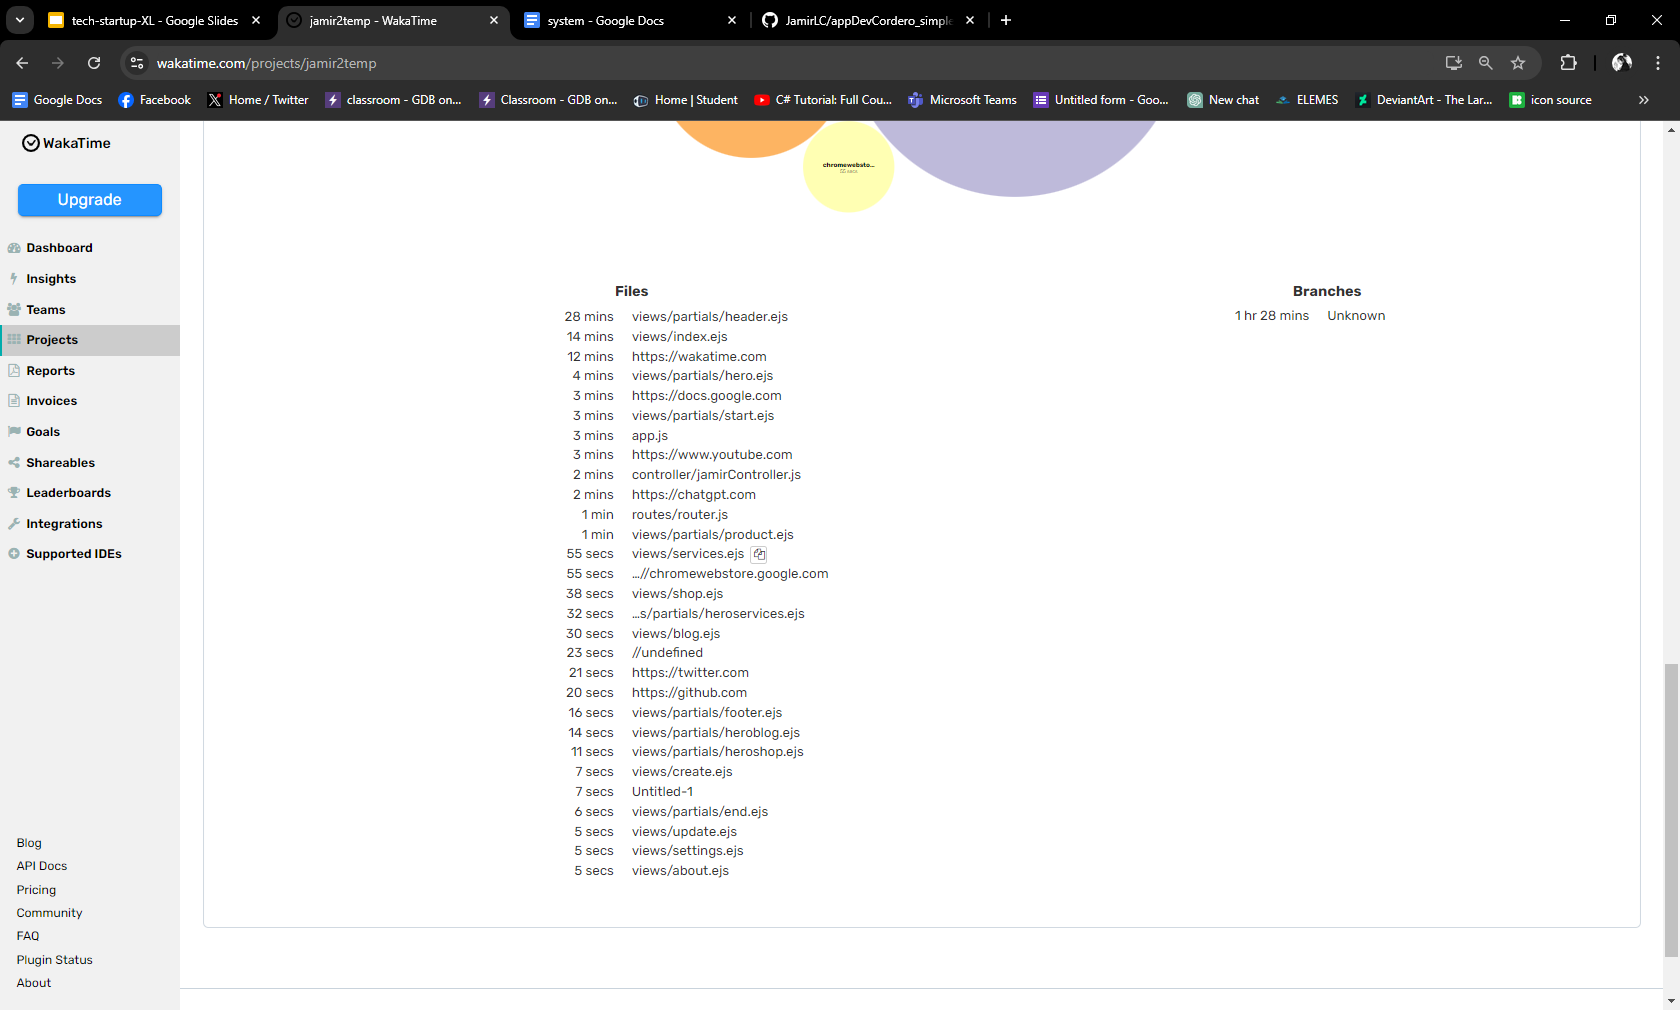 tech-startup-XL - Google Slides
jamir2temp - WakaTime
system - Google Docs
JamirLC/appDevCordero_simple
wakatime.com/projects/jamir2temp
Google Docs
Facebook
Home / Twitter
classroom - GDB on...
Classroom - GDB on...
Home | Student
C# Tutorial: Full Cou...
Microsoft Teams
Untitled form - Goo...
New chat
ELEMES
DeviantArt - The Lar...
icon source
WakaTime
Upgrade
Dashboard
Insights
Teams
Projects
Reports
Invoices
Goals
Shareables
Leaderboards
Integrations
Supported IDEs
Blog
API Docs
Pricing
Community
FAQ
Plugin Status
About
chromewebsto...
55 secs
Files
28 mins views/partials/header.ejs
14 mins views/index.ejs
12 mins https://wakatime.com
4 mins views/partials/hero.ejs
3 mins https://docs.google.com
3 mins views/partials/start.ejs
3 mins app.js
3 mins https://www.youtube.com
2 mins controller/jamirController.js
2 mins https://chatgpt.com
1 min routes/router.js
1 min views/partials/product.ejs
55 secs views/services.ejs
55 secs ...//chromewebstore.google.com
38 secs views/shop.ejs
32 secs ...s/partials/heroservices.ejs
30 secs views/blog.ejs
23 secs //undefined
21 secs https://twitter.com
20 secs https://github.com
16 secs views/partials/footer.ejs
14 secs views/partials/heroblog.ejs
11 secs views/partials/heroshop.ejs
7 secs views/create.ejs
7 secs Untitled-1
6 secs views/partials/end.ejs
5 secs views/update.ejs
5 secs views/settings.ejs
5 secs views/about.ejs
Branches
1 hr 28 mins Unknown